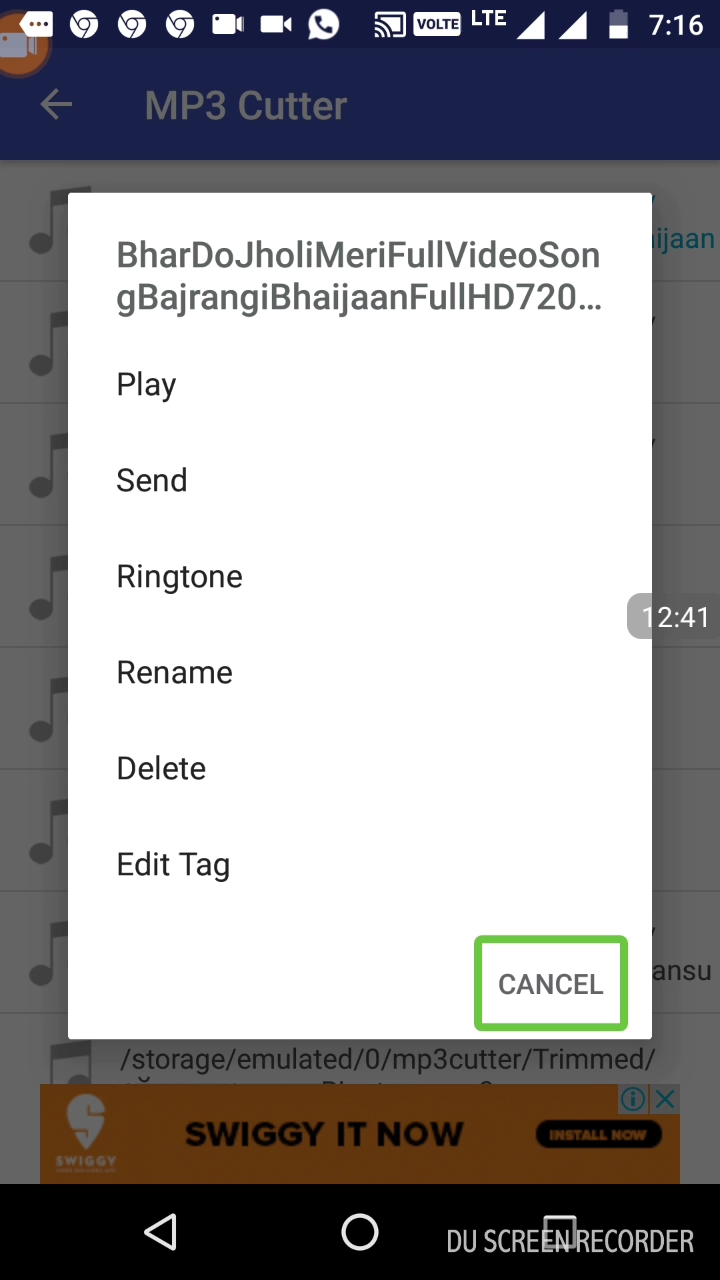 VOLTE LTE 7:16
MP3 Cutter
ijaan
BharDoJholiMeriFullVideoSon
gBajrangiBhaijaanFullHD720...
Play
Send
Ringtone
12:41
Rename
Delete
Edit Tag
ansu
CANCEL
/storage/emulated/0/mp3cutter/Trimmed/
SWIGGY
SWIGGY IT NOW
INSTALL NOW
DU SCREEN RECORDER